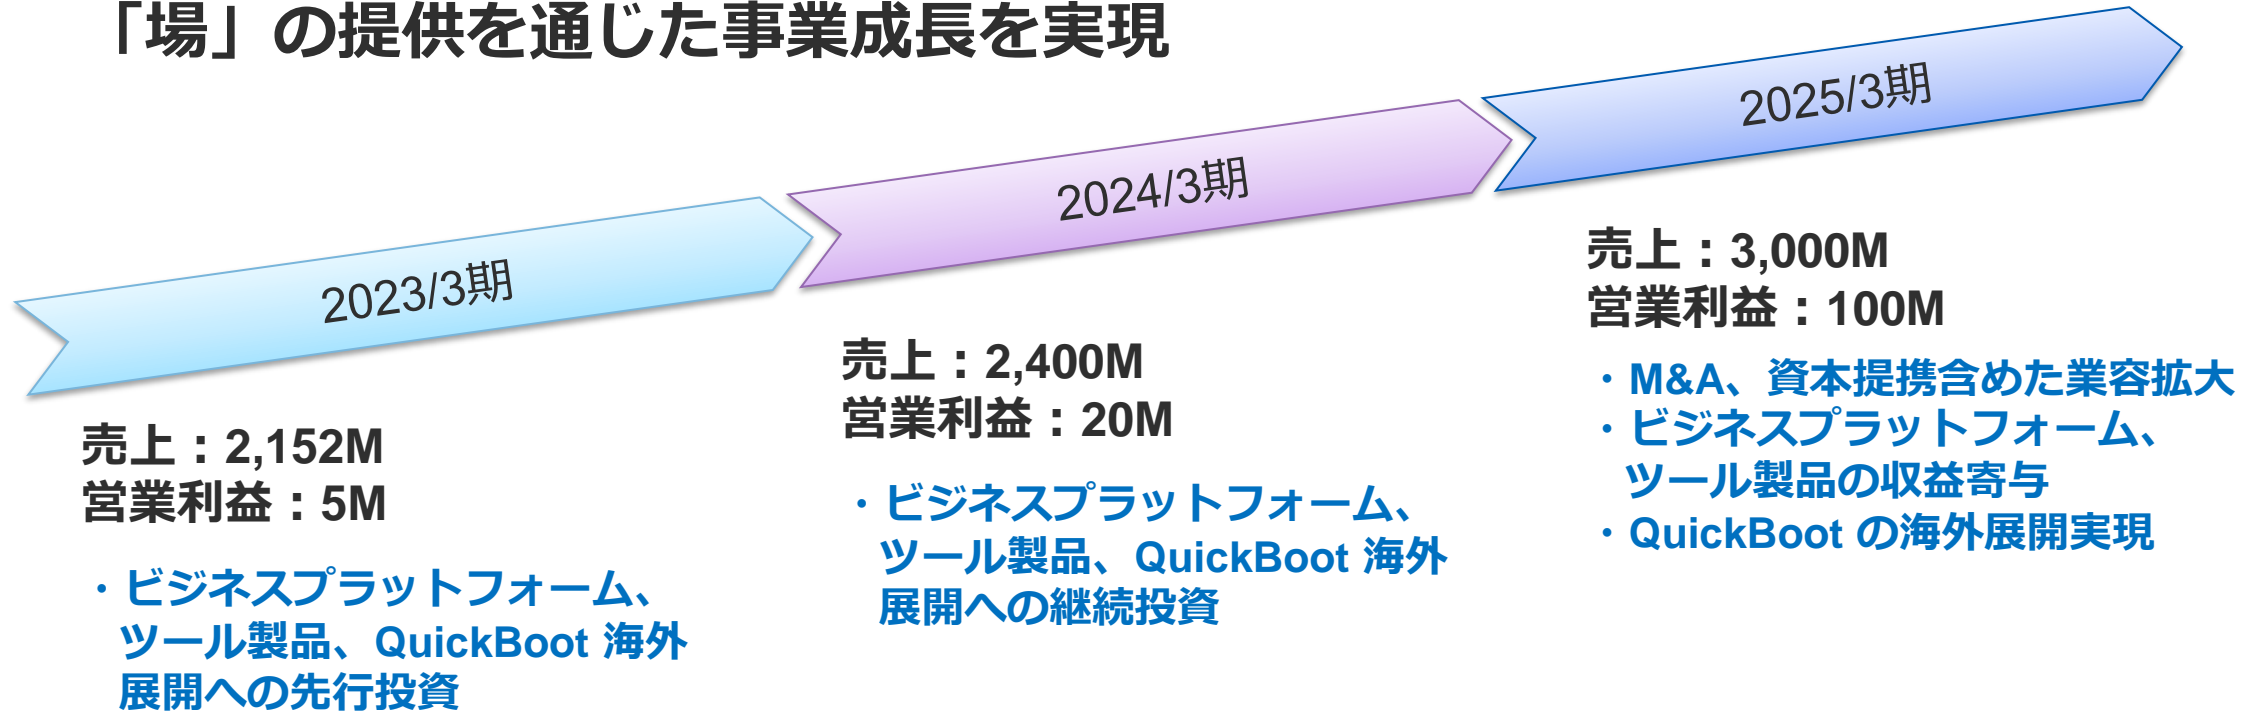 「場」の提供を通じた事業成長を実現
2023/3期
売上：2,152M
営業利益：5M
・ビジネスプラットフォーム、
ツール製品、QuickBoot 海外
展開への先行投資
2024/3期
売上：2,400M
営業利益：20M
・ビジネスプラットフォーム、
ツール製品、QuickBoot 海外
展開への継続投資
2025/3期
売上：3,000M
営業利益：100M
・M&A、資本提携含めた業容拡大
・ビジネスプラットフォーム、
ツール製品の収益寄与
・QuickBoot の海外展開実現